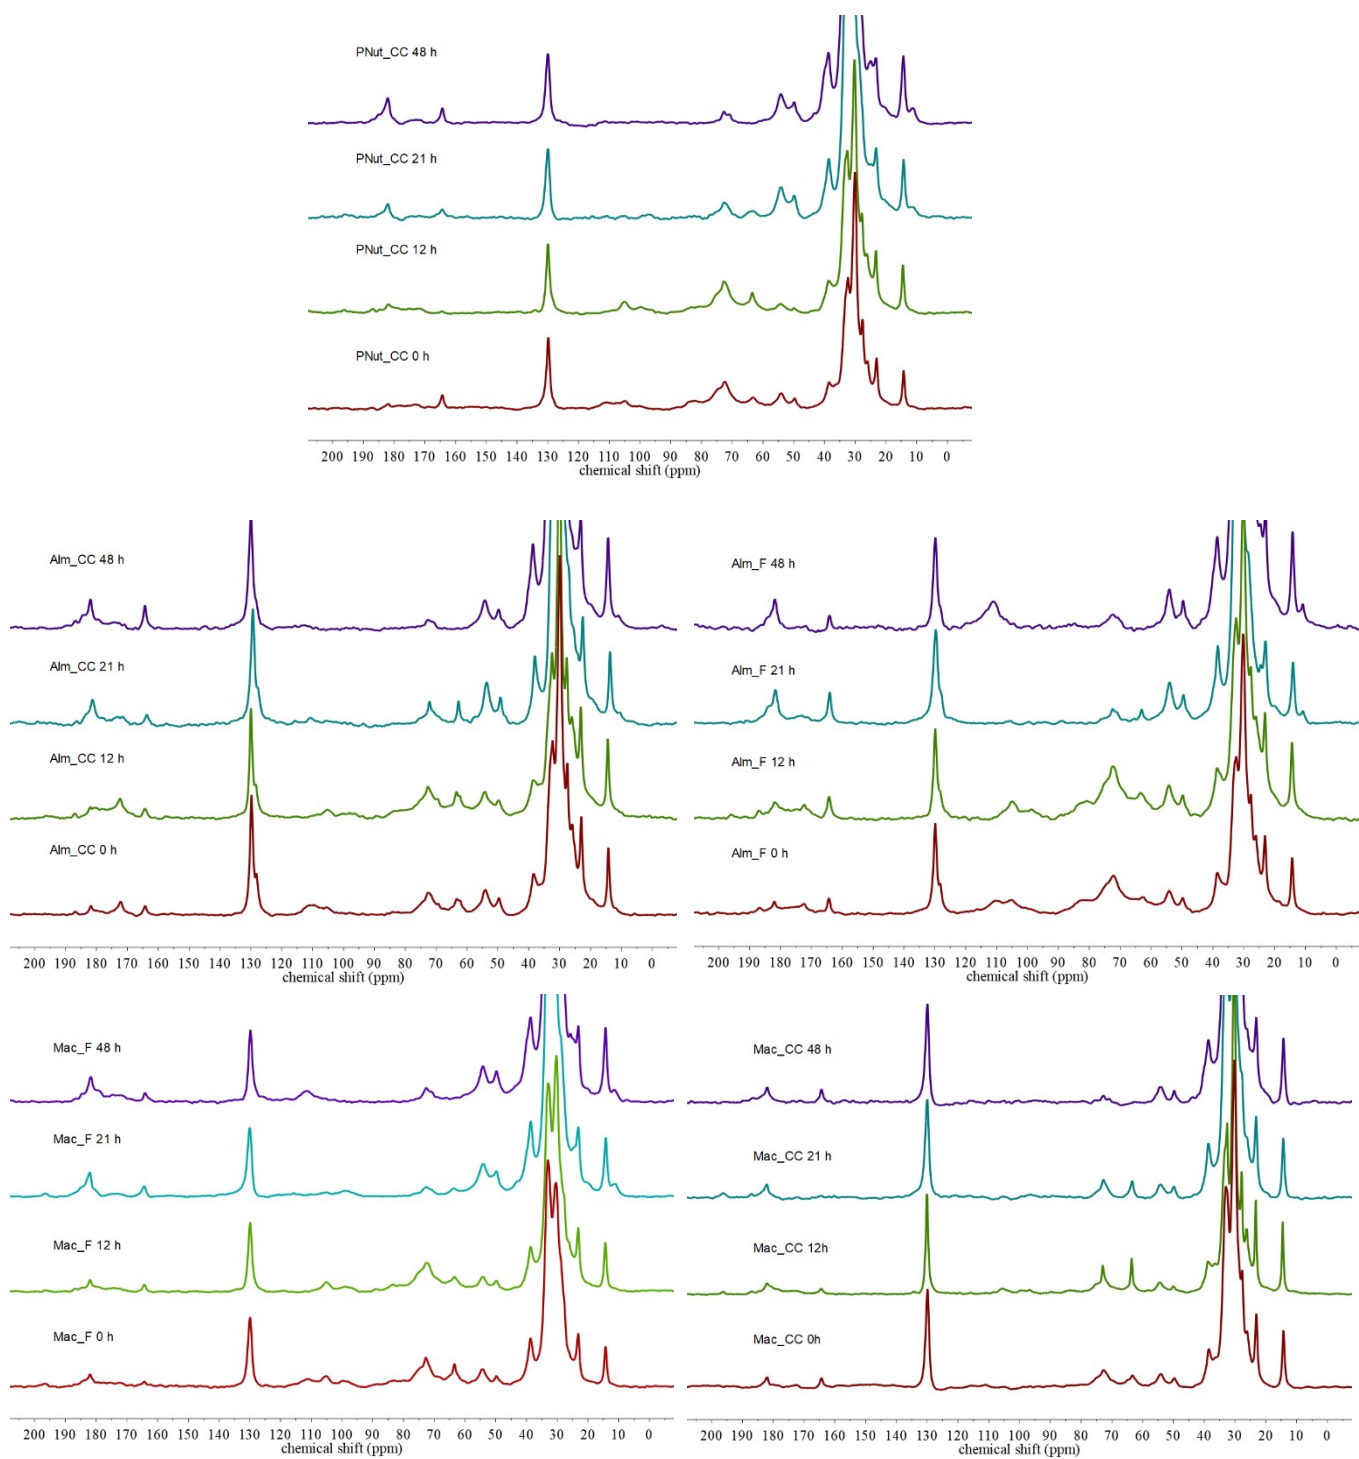 PNut_CC 48 h
PNut_CC 21 h
PNut_CC 12 h
PNut_CC 0 h
200 190 180 170 160 150 140 130 120 110 100 90 80 70 60 50 40 30 20 10 0
chemical shift (ppm)
Alm_CC 48 h
Alm_CC 21 h
Alm_CC 12 h
Alm_CC 0 h
200 190 180 170 160 150 140 130 120 110 100 90 80 70 60 50 40 30 20 10 0
chemical shift (ppm)
Alm_F 48 h
Alm_F 21 h
Alm_F 12 h
Alm_F 0 h
200 190 180 170 160 150 140 130 120 110 100 90 80 70 60 50 40 30 20 10 0
chemical shift (ppm)
Mac_F 48 h
Mac_F 21 h
Mac_F 12 h
Mac_F 0 h
200 190 180 170 160 150 140 130 120 110 100 90 80 70 60 50 40 30 20 10 0
chemical shift (ppm)
Mac_CC 48 h
Mac_CC 21 h
Mac_CC 12h
Mac_CC 0h
200 190 180 170 160 150 140 130 120 110 100 90 80 70 60 50 40 30 20 10 0
chemical shift (ppm)